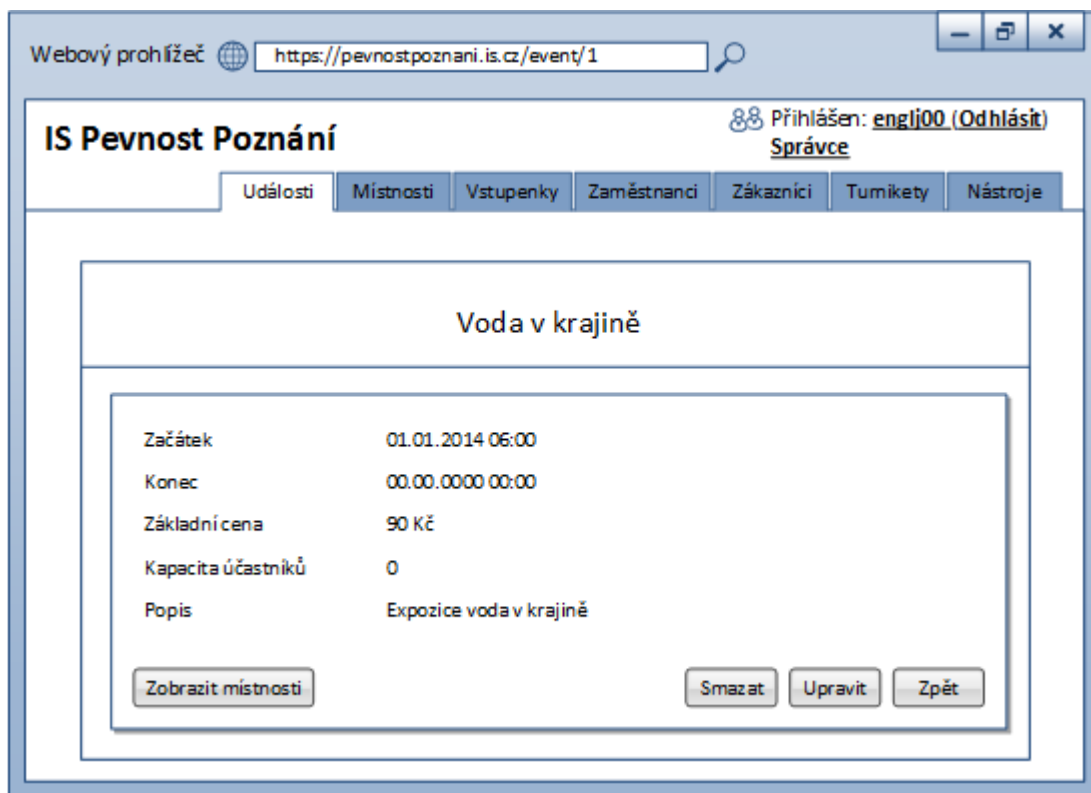 Webový prohlížeč https://pevnostpoznani.is.cz/event/1
IS Pevnost Poznání
Přihlášen: englj00 (Odhlásit)
Správce
Události Místnosti Vstupenky Zaměstnanci Zákazníci Turnikety Nástroje
Voda v krajině
Začátek 01.01.2014 06:00
Konec 00.00.0000 00:00
Základní cena 90 Kč
Kapacita účastníků 0
Popis Expozice voda v krajině
Zobrazit místnosti Smazat Upravit Zpět